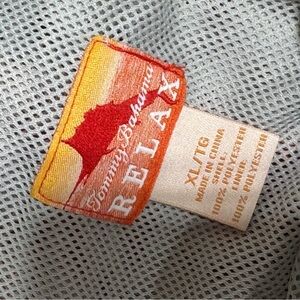 Tommy Bahama
RELAX
XL/TG
MADE IN CHINA
SHELL:
100% POLYESTER
LINING:
100% POLYESTER